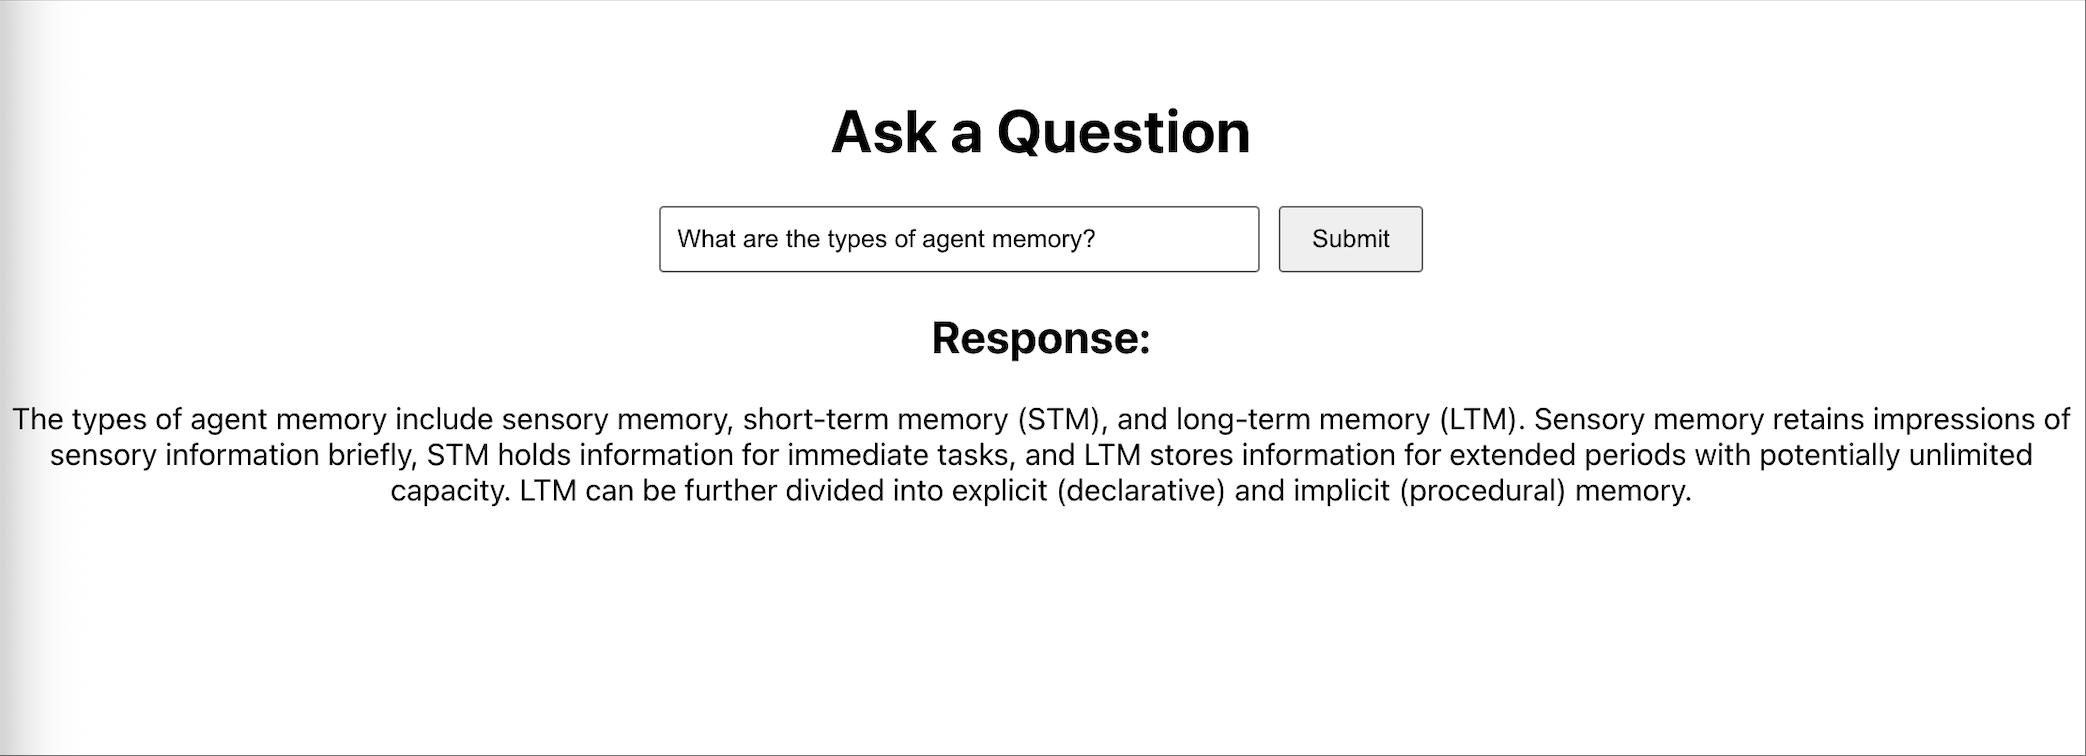 Ask a Question
What are the types of agent memory?
Submit
Response:
The types of agent memory include sensory memory, short-term memory (STM), and long-term memory (LTM). Sensory memory retains impressions of
sensory information briefly, STM holds information for immediate tasks, and LTM stores information for extended periods with potentially unlimited
capacity. LTM can be further divided into explicit (declarative) and implicit (procedural) memory.